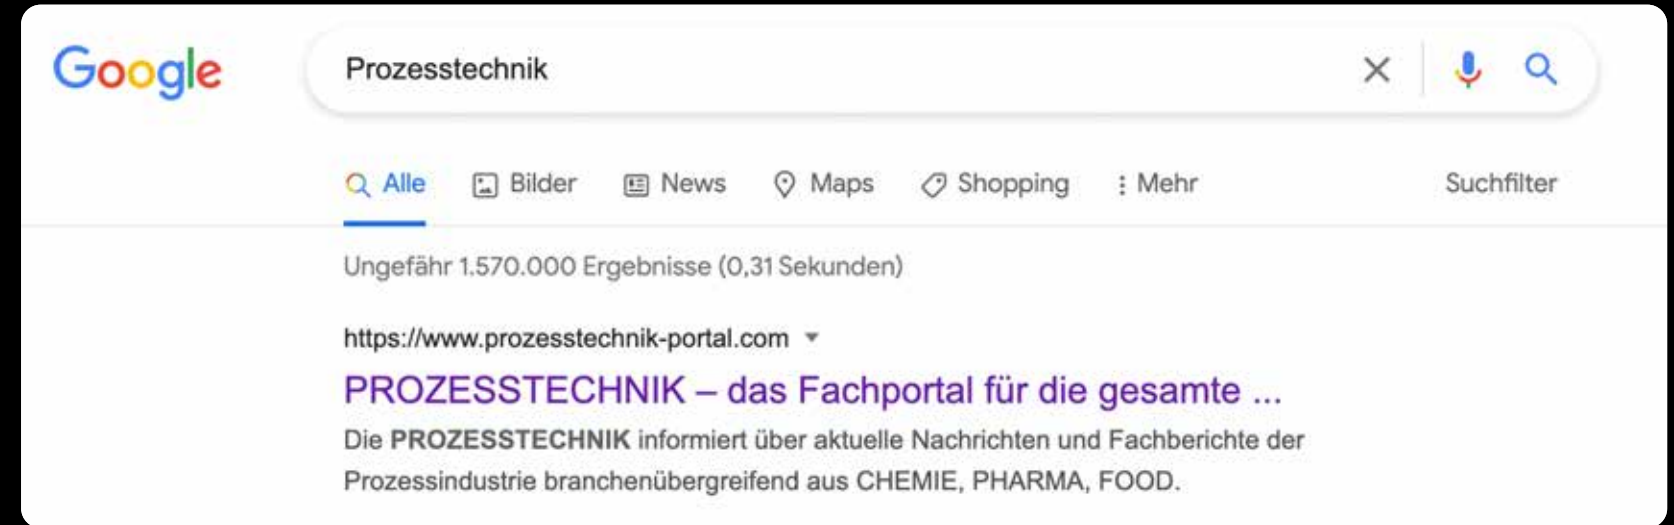 Google
Prozesstechnik
Alle Bilder News Maps Shopping Mehr Suchfilter
Ungefähr 1.570.000 Ergebnisse (0,31 Sekunden)
https://www.prozesstechnik-portal.com
PROZESSTECHNIK – das Fachportal für die gesamte ...
Die PROZESSTECHNIK informiert über aktuelle Nachrichten und Fachberichte der
Prozessindustrie branchenübergreifend aus CHEMIE, PHARMA, FOOD.